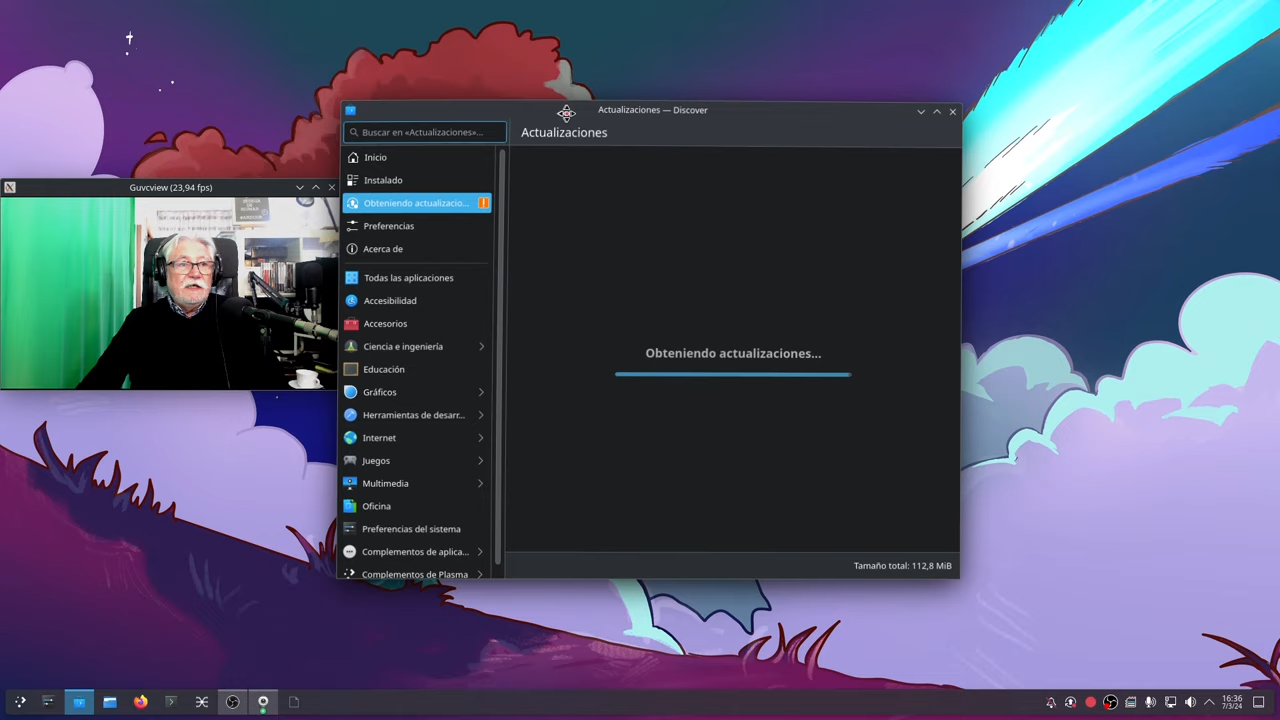 Actualizaciones — Discover
Buscar en «Actualizaciones»...
Actualizaciones
Inicio
Instalado
Obteniendo actualizacio...
Preferencias
Acerca de
Todas las aplicaciones
Accesibilidad
Accesorios
Ciencia e ingeniería
Educación
Gráficos
Herramientas de desarr...
Internet
Juegos
Multimedia
Oficina
Preferencias del sistema
Complementos de aplica...
Complementos de Plasma
Obteniendo actualizaciones...
Tamaño total: 112,8 MiB
Guvcview (23,94 fps)
16:36
7/3/24